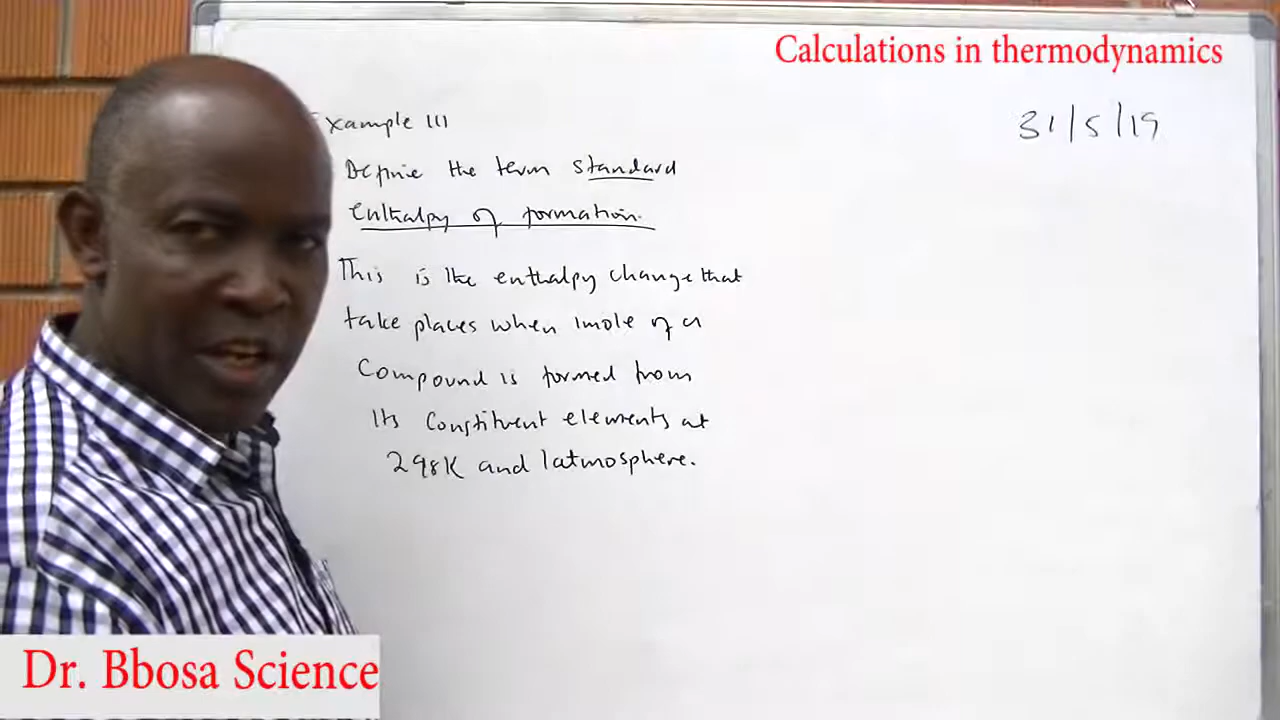 Calculations in thermodynamics
31/5/19
Example III
Define the term standard
enthalpy of formation.
This is the enthalpy change that
take places when 1mole of a
Compound is formed from
Its Constituent elements at
298K and 1atmosphere.
Dr. Bbosa Science